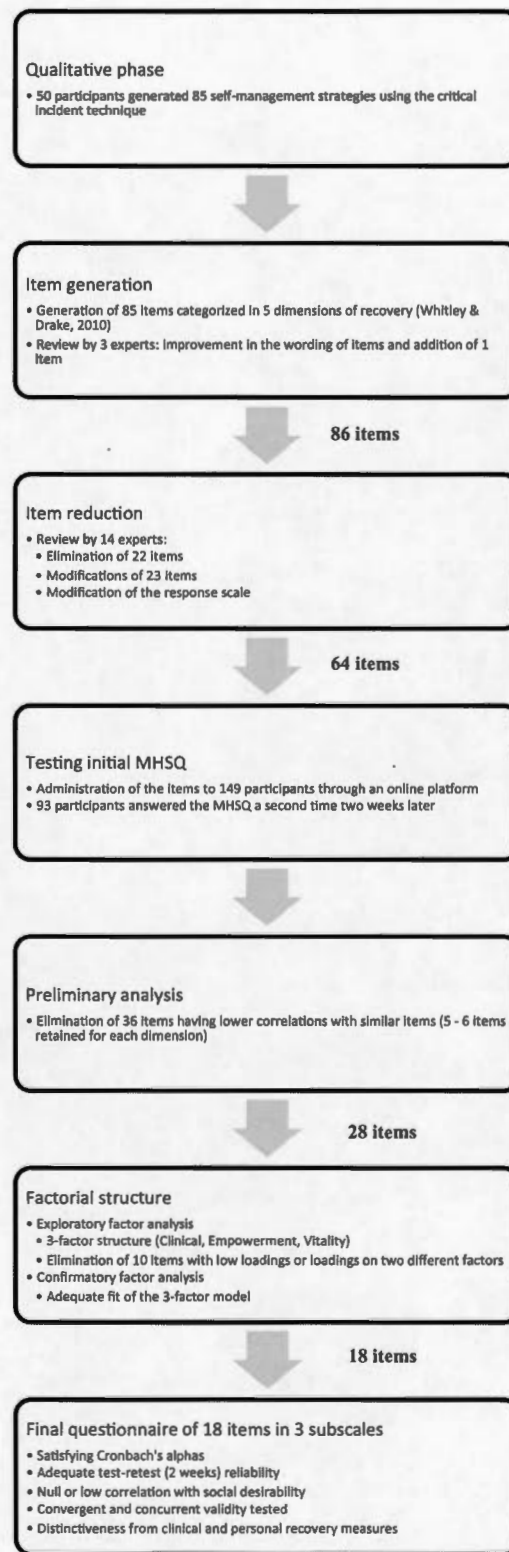 Qualitative phase
• 50 participants generated 85 self-management strategies using the critical
incident technique
Item generation
• Generation of 85 items categorized in 5 dimensions of recovery (Whitley &
Drake, 2010)
• Review by 3 experts: improvement in the wording of items and addition of 1
item
86 items
Item reduction
• Review by 14 experts:
• Elimination of 22 items
• Modifications of 23 items
• Modification of the response scale
64 items
Testing initial MHSQ
• Administration of the items to 149 participants through an online platform
• 93 participants answered the MHSQ a second time two weeks later
Preliminary analysis
• Elimination of 36 items having lower correlations with similar items (5 - 6 items
retained for each dimension)
28 items
Factorial structure
• Exploratory factor analysis
• 3-factor structure (Clinical, Empowerment, Vitality)
• Elimination of 10 items with low loadings or loadings on two different factors
• Confirmatory factor analysis
• Adequate fit of the 3-factor model
18 items
Final questionnaire of 18 items in 3 subscales
• Satisfying Cronbach's alphas
• Adequate test-retest (2 weeks) reliability
• Null or low correlation with social desirability
• Convergent and concurrent validity tested
• Distinctiveness from clinical and personal recovery measures